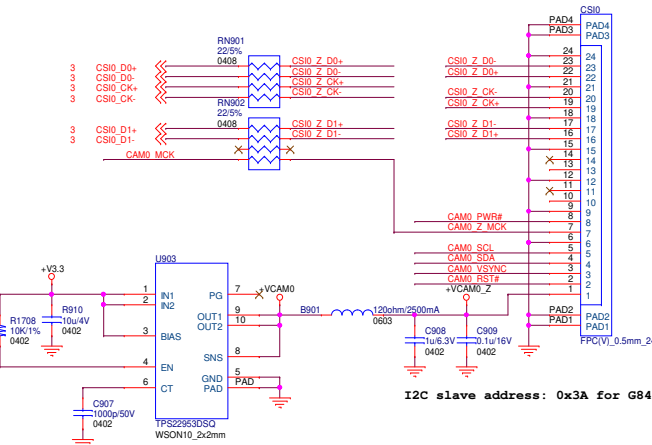 CSI0
PAD4 PAD4
PAD3 PAD3
RN901
22/5%
0408
3 CSI0_D0+ CSI0_Z_D0+ CSI0_Z_D0-
3 CSI0_D0- CSI0_Z_D0- CSI0_Z_D0+
3 CSI0_CK+ CSI0_Z_CK+ CSI0_Z_CK-
3 CSI0_CK- CSI0_Z_CK- CSI0_Z_CK+
RN902
22/5%
0408
3 CSI0_D1+ CSI0_Z_D1+ CSI0_Z_D1-
3 CSI0_D1- CSI0_Z_D1- CSI0_Z_D1+
CAM0_MCK
24 24
23 23
22 22
21 21
20 20
19 19
18 18
17 17
16 16
15 15
14 14
13 13
12 12
11 11
10 10
9 9
CAM0_PWR# 8 8
CAM0_Z_MCK 7 7
6 6
CAM0_SCL 5 5
CAM0_SDA 4 4
CAM0_VSYNC 3 3
CAM0_RST# 2 2
1 1
PAD2 PAD2
PAD1 PAD1
FPC(V)_0.5mm_24
U903
+V3.3
1 IN1
2 IN2
3 BIAS
4 EN
6 CT
PG 7
OUT1 9
OUT2 10
SNS 8
GND 5
PAD PAD
TPS22953DSQ
WSON10_2x2mm
R1708
10K/1%
0402
R910
10u/4V
0402
C907
1000p/50V
0402
+VCAM0
B901 120ohm/2500mA
0603
+VCAM0_Z
C908
1u/6.3V
0402
C909
0.1u/16V
0402
I2C slave address: 0x3A for G84